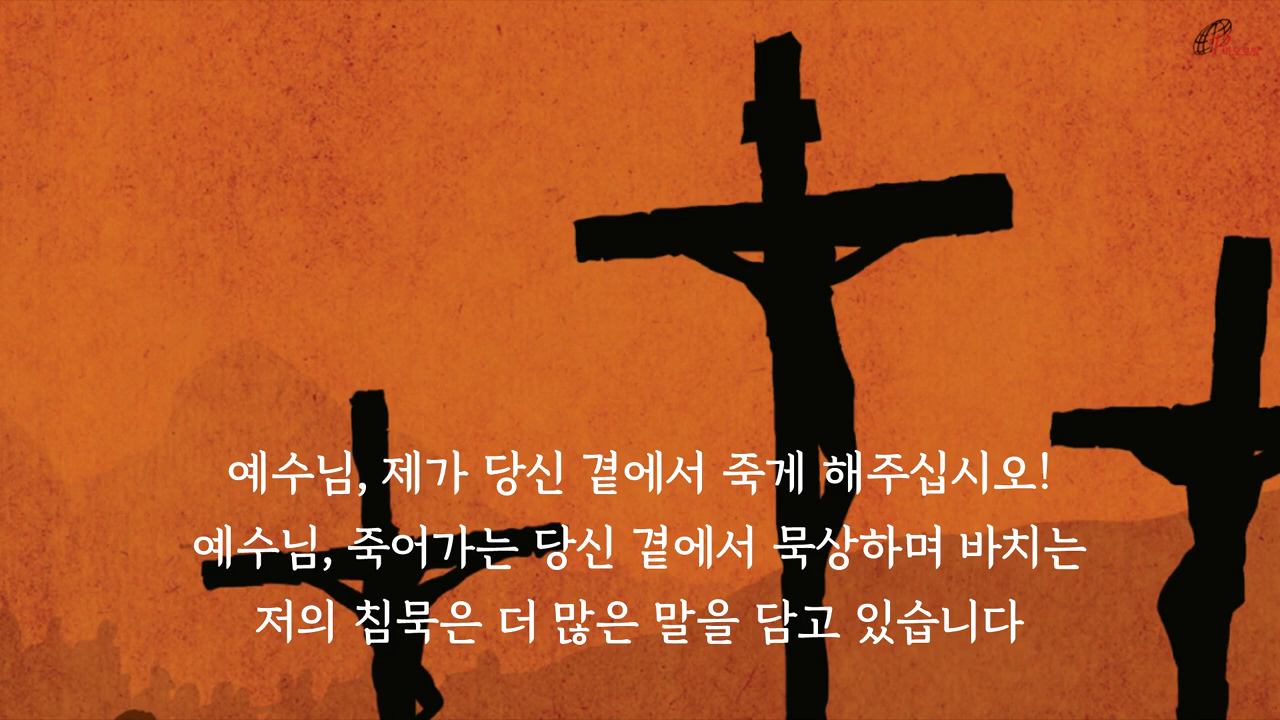 예수님, 제가 당신 곁에서 죽게 해주십시오!
예수님, 죽어가는 당신 곁에서 묵상하며 바치는
저의 침묵은 더 많은 말을 담고 있습니다